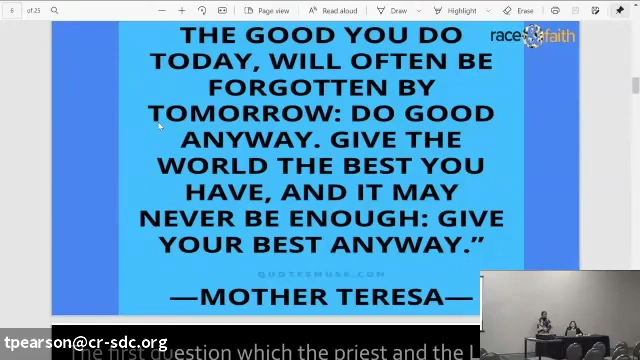 6 of 25
Page view
Read aloud
Draw
Highlight
Erase
race faith
THE GOOD YOU DO
TODAY, WILL OFTEN BE
FORGOTTEN BY
TOMORROW: DO GOOD
ANYWAY. GIVE THE
WORLD THE BEST YOU
HAVE, AND IT MAY
NEVER BE ENOUGH: GIVE
YOUR BEST ANYWAY.”
QUOTESMUSE.COM
—MOTHER TERESA—
tpearson@cr-sdc.org
The first question which the priest and the L